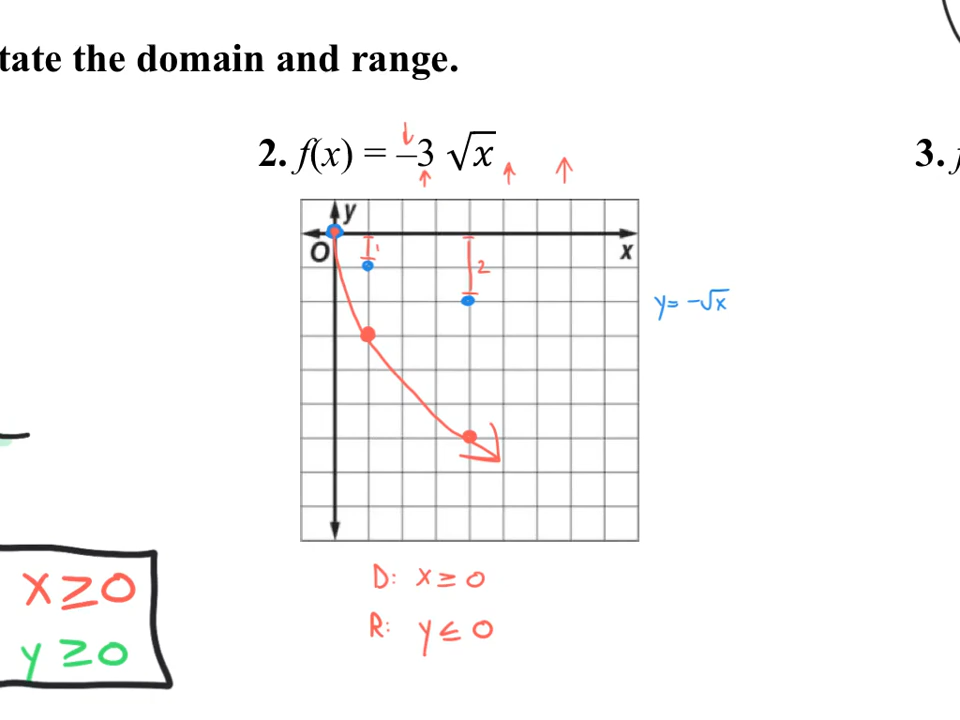 tate the domain and range.
2. f(x) = –3 √x
3.
y
O
x
1
2
y = -√x
x ≥ 0
y ≥ 0
D: x ≥ 0
R: y ≤ 0